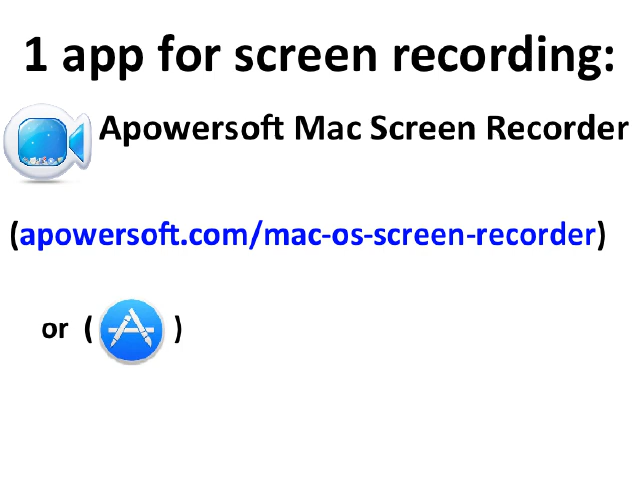 1 app for screen recording:
Apowersoft Mac Screen Recorder
(apowersoft.com/mac-os-screen-recorder)
or ( )